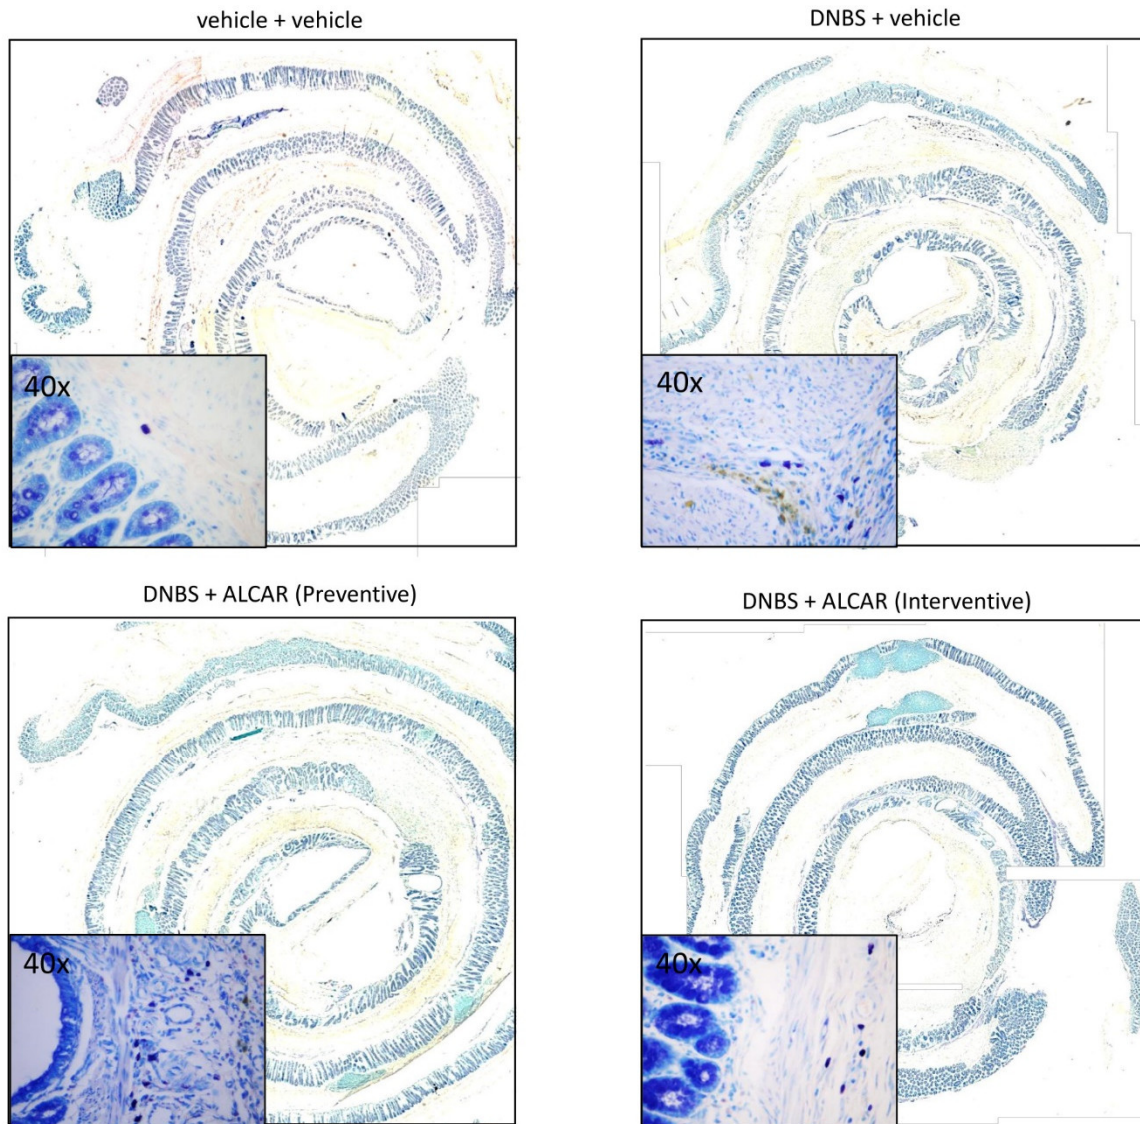 vehicle + vehicle
DNBS + vehicle
40x
40x
DNBS + ALCAR (Preventive)
DNBS + ALCAR (Interventive)
40x
40x